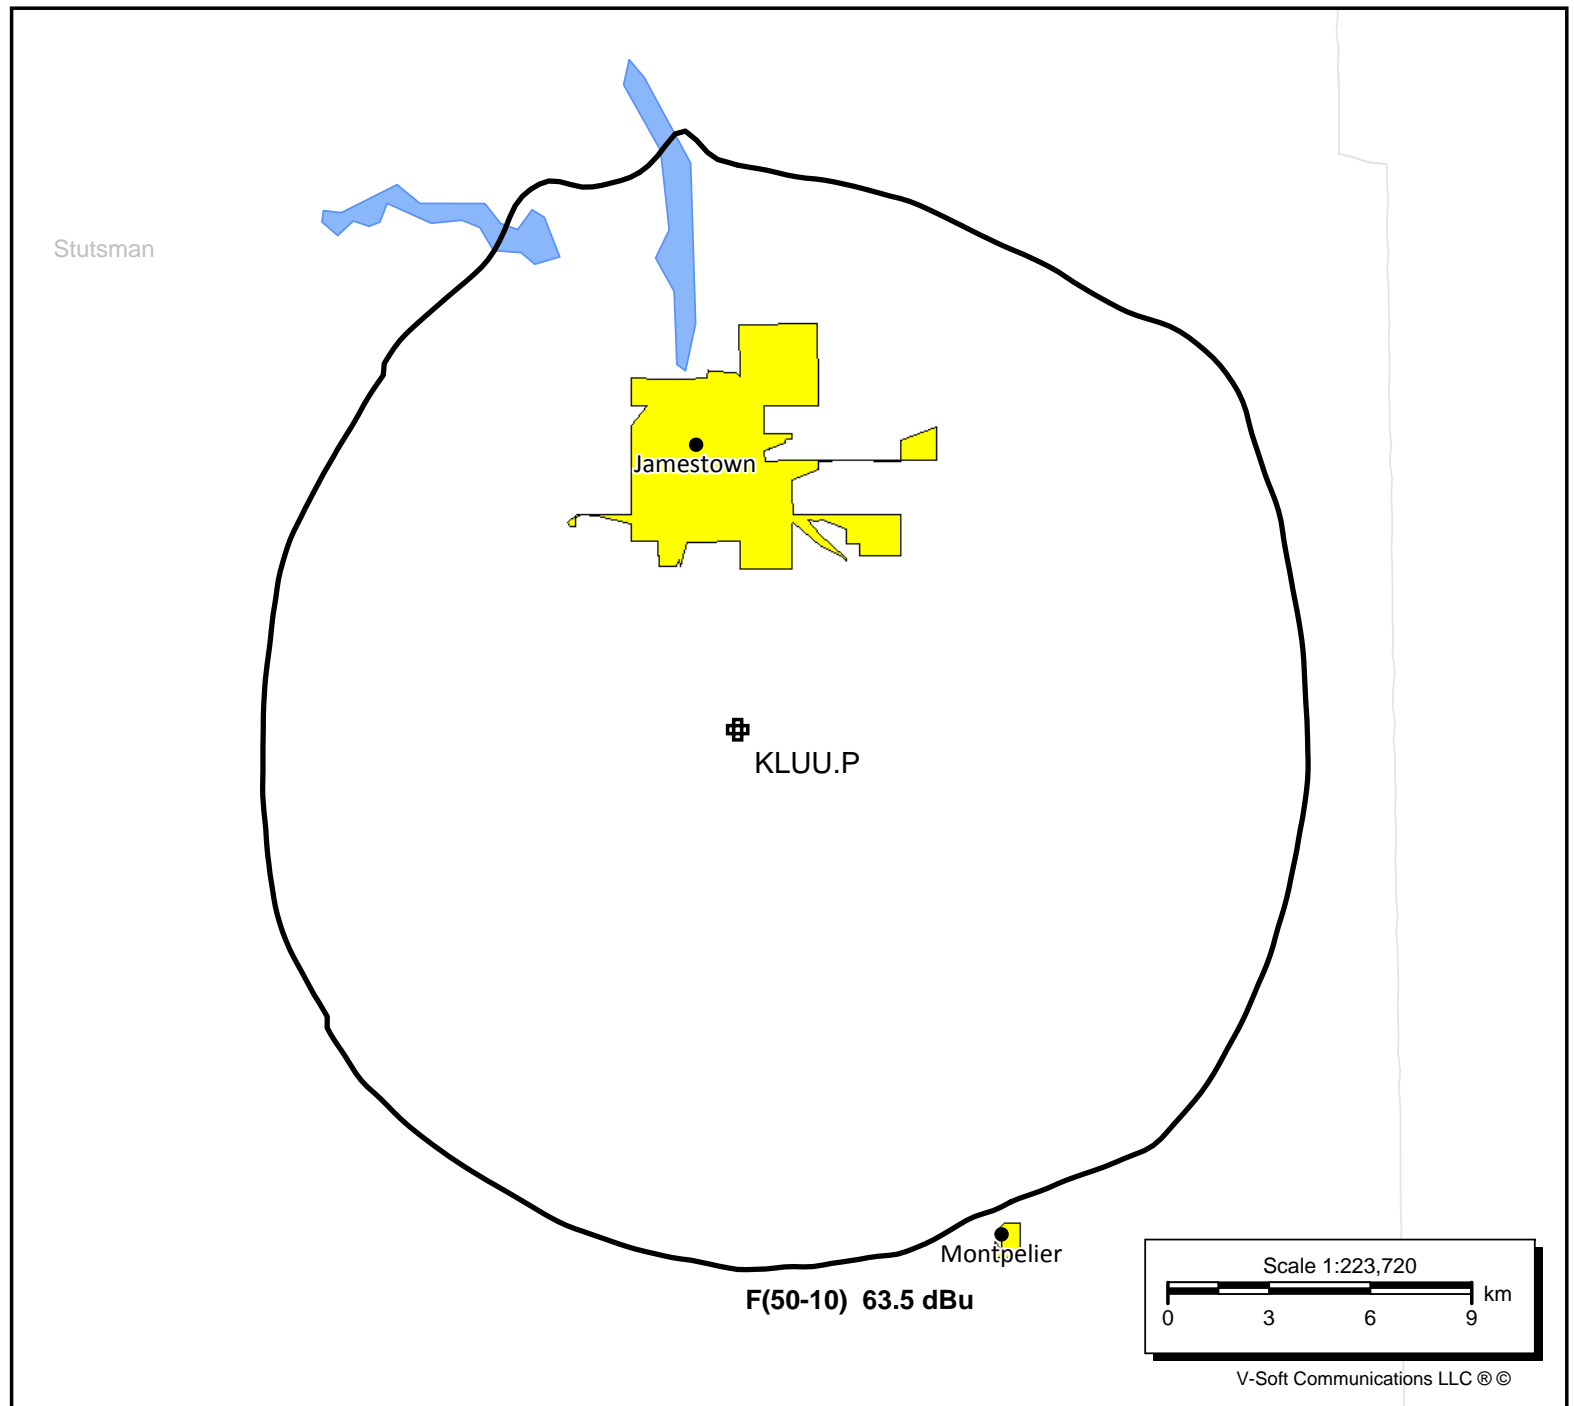 Stutsman
Jamestown
KLUU.P
Montpelier
F(50-10) 63.5 dBu
Scale 1:223,720
km
0 3 6 9
V-Soft Communications LLC ® ©